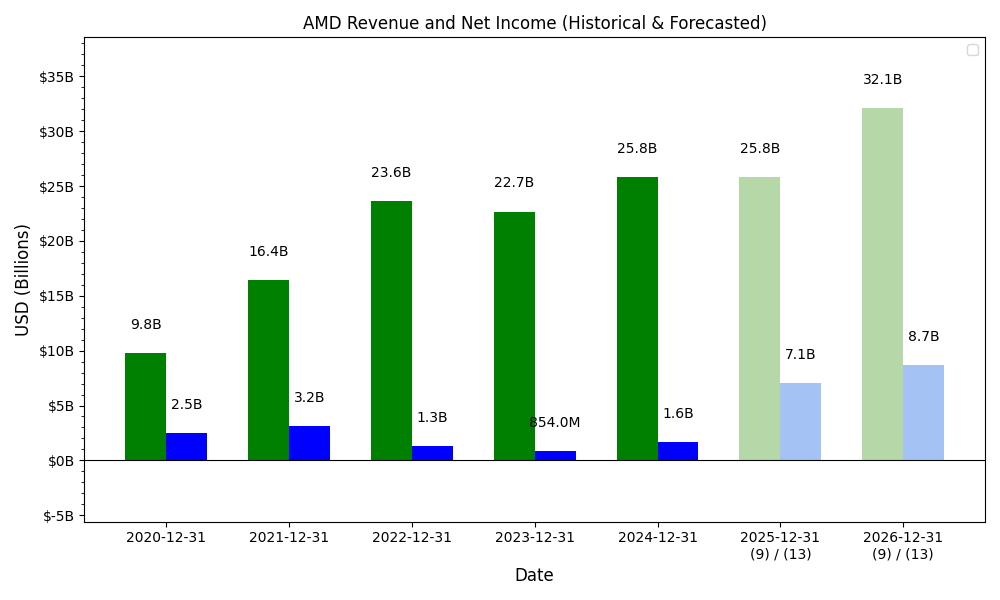 AMD Revenue and Net Income (Historical & Forecasted)
USD (Billions)
$35B
$30B
$25B
$20B
$15B
$10B
$5B
$0B
$-5B
9.8B
2.5B
16.4B
3.2B
23.6B
1.3B
22.7B
854.0M
25.8B
1.6B
25.8B
7.1B
32.1B
8.7B
2020-12-31
2021-12-31
2022-12-31
2023-12-31
2024-12-31
2025-12-31
(9) / (13)
2026-12-31
(9) / (13)
Date